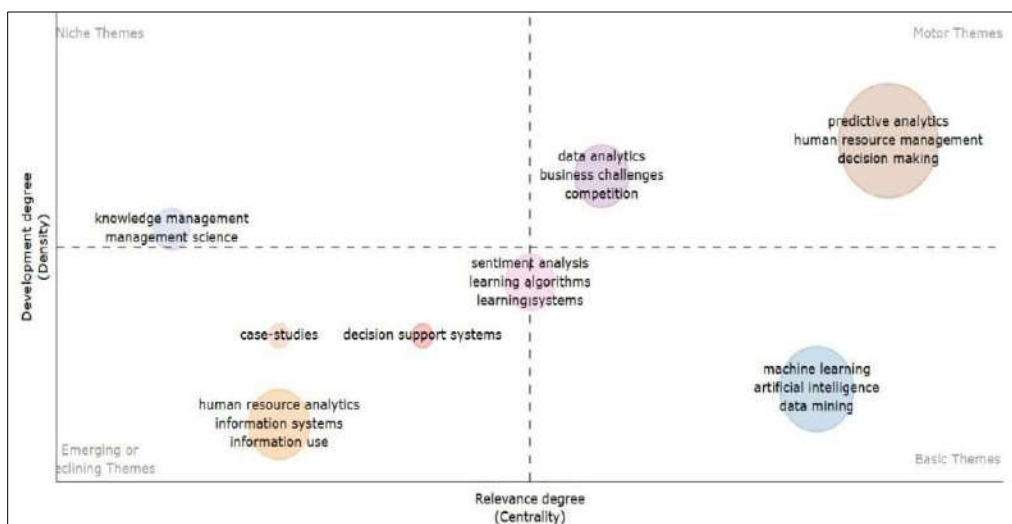 Niche Themes
Motor Themes
predictive analytics
human resource management
decision making
data analytics
business challenges
competition
knowledge management
management science
Development degree
(Density)
sentiment analysis
learning algorithms
learning systems
case-studies
decision support systems
machine learning
artificial intelligence
data mining
human resource analytics
information systems
information use
Emerging or
eclining Themes
Basic Themes
Relevance degree
(Centrality)